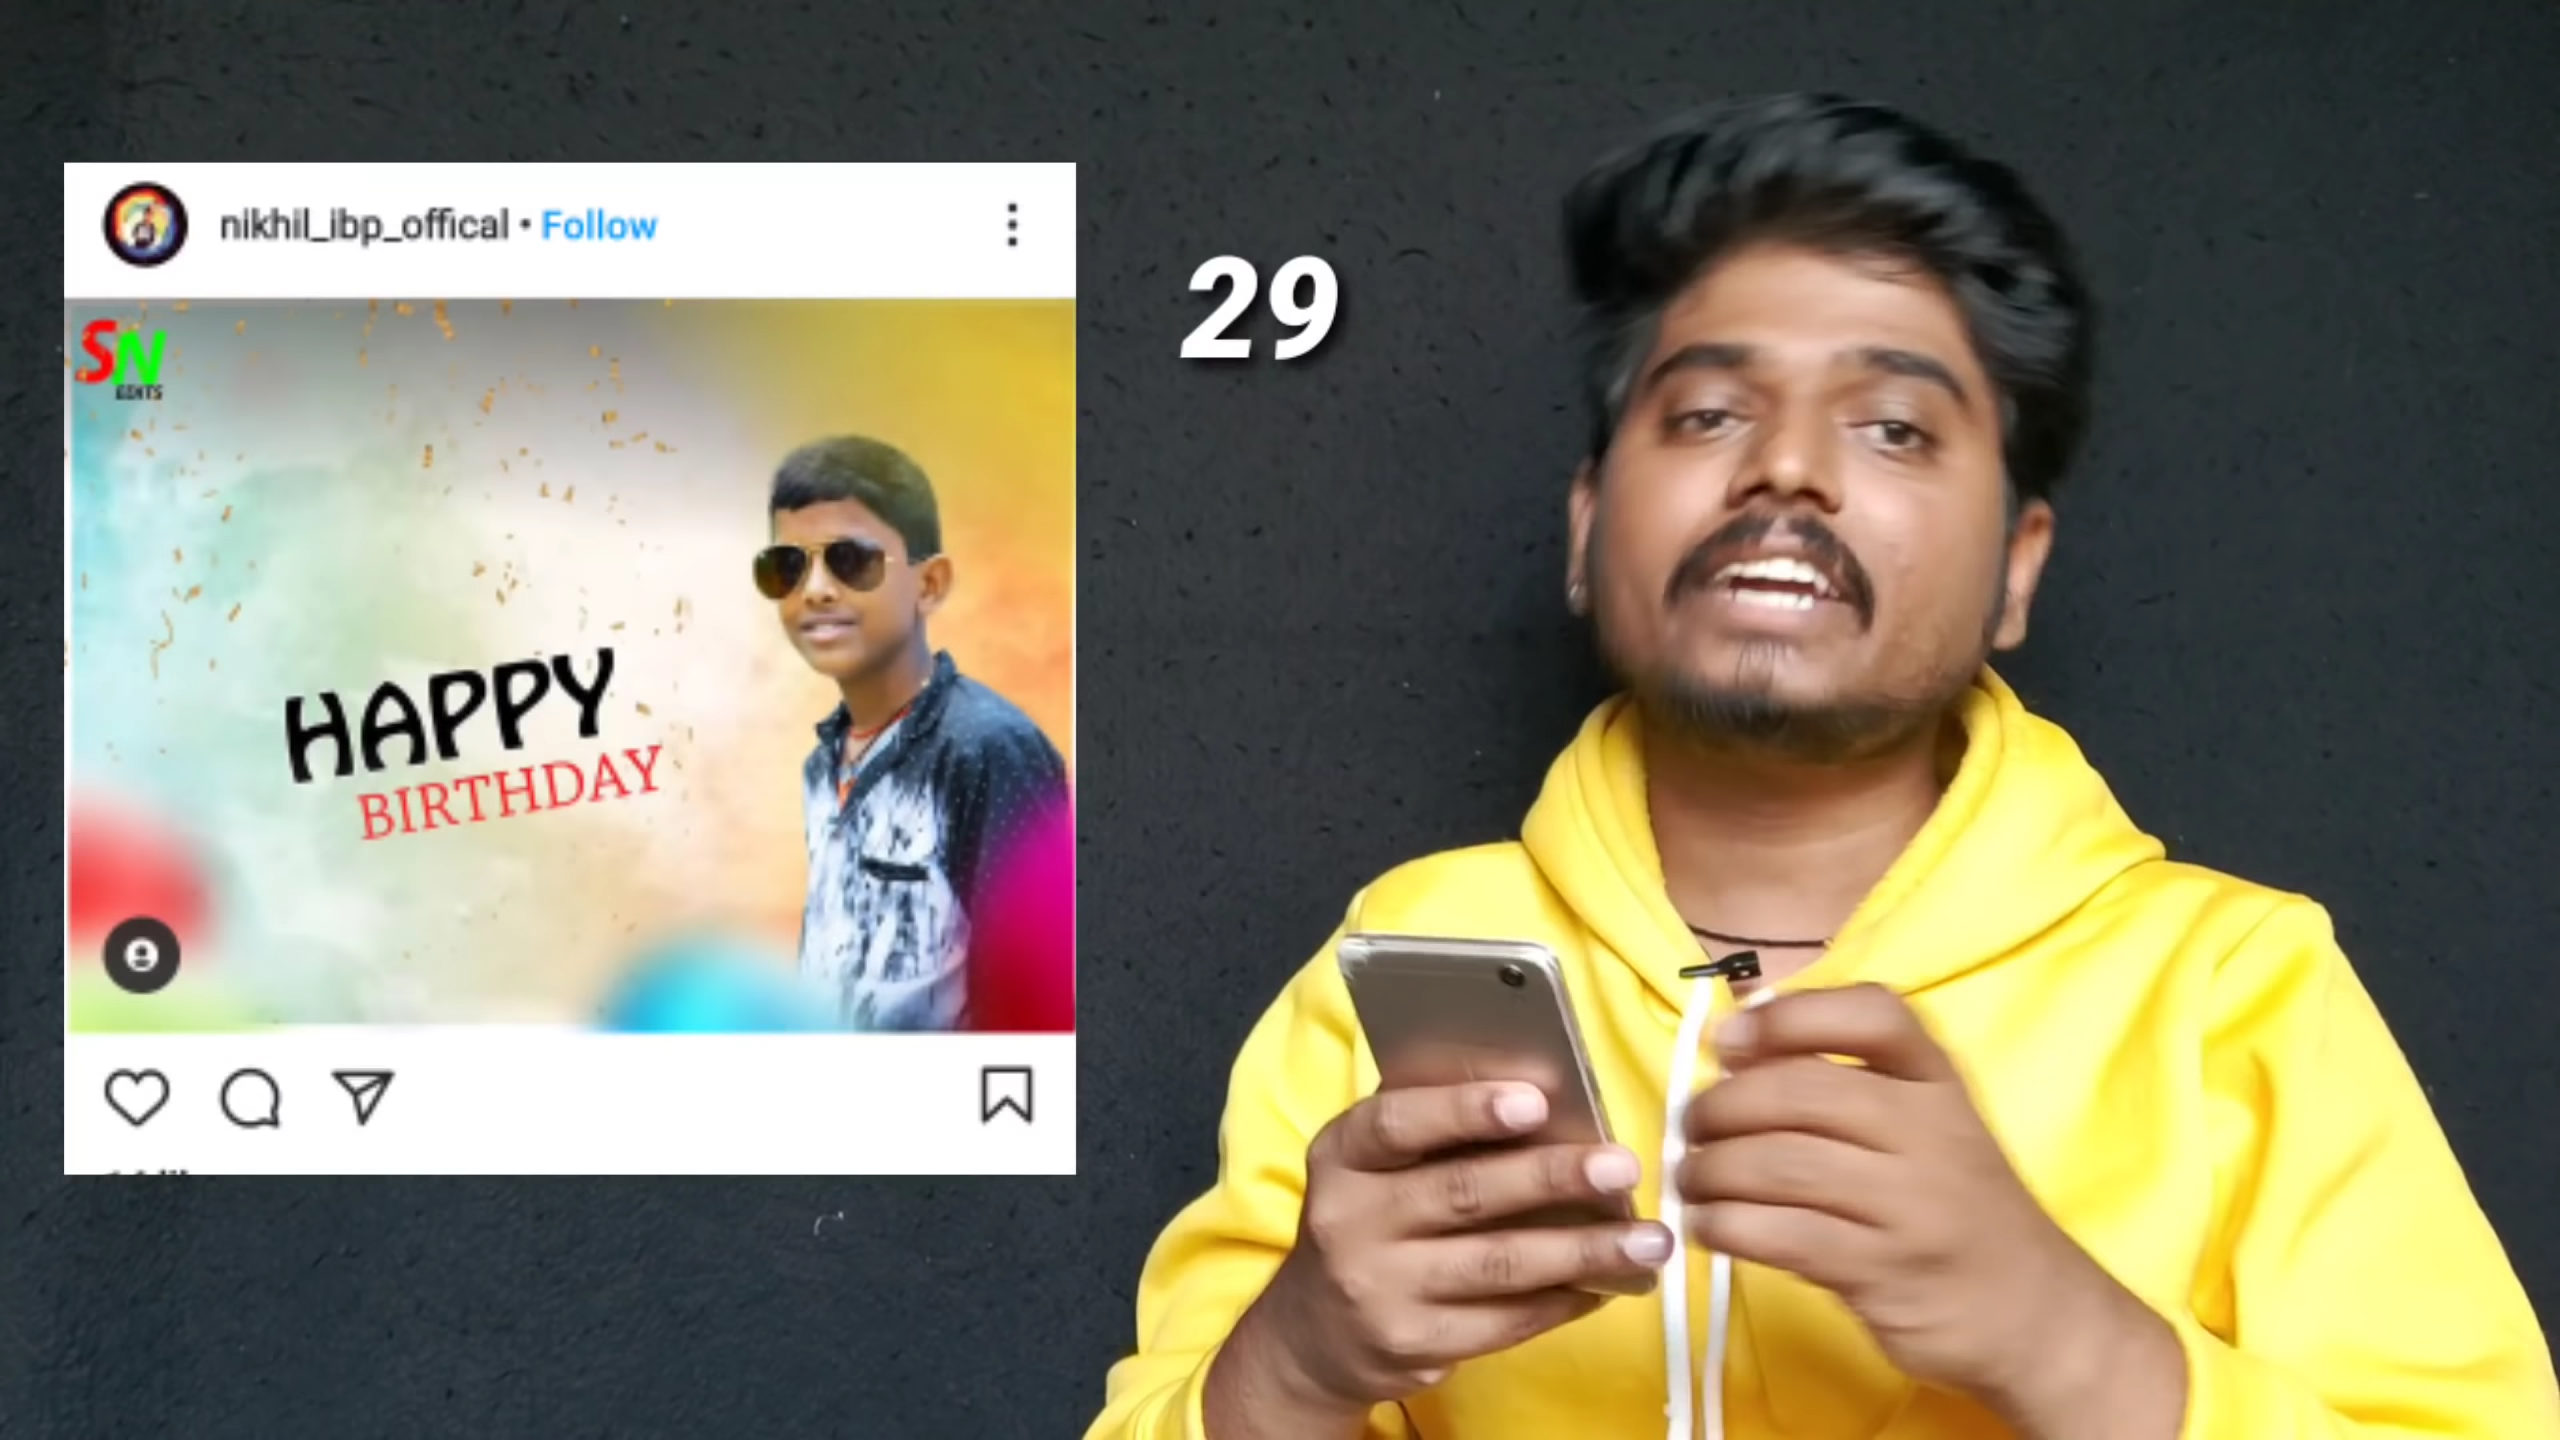 nikhil_ibp_offical • Follow
29
SN
EDITS
HAPPY
BIRTHDAY